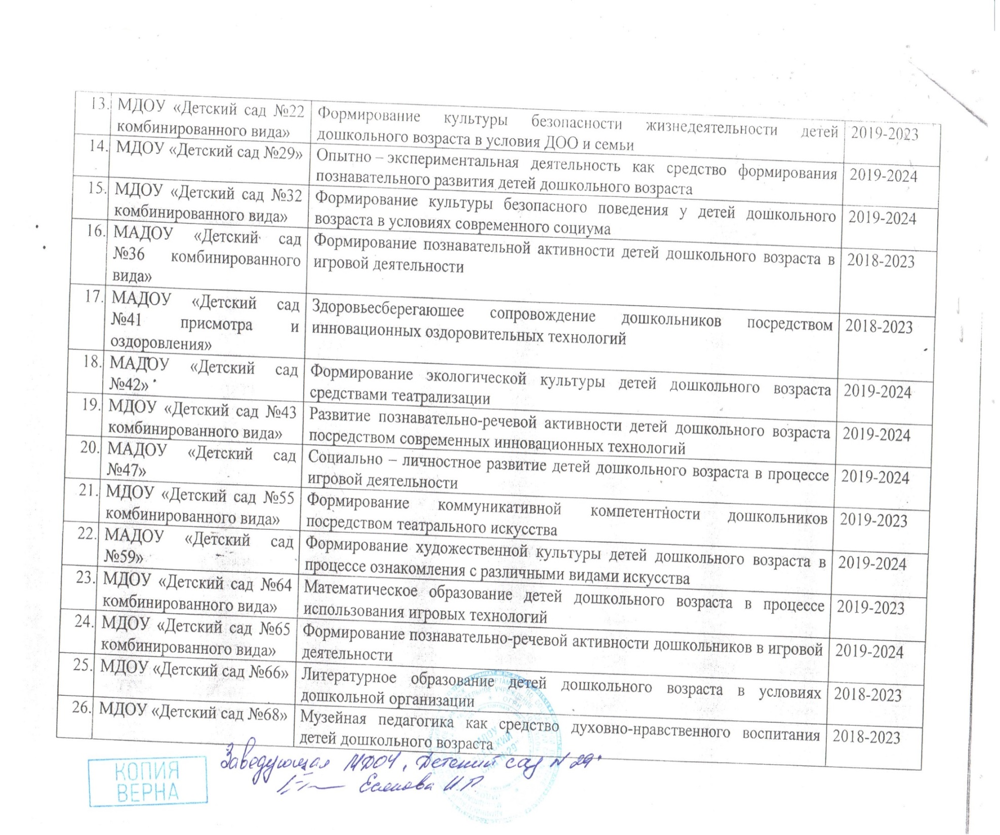 13. МДОУ «Детский сад №22 Формирование культуры безопасности жизнедеятельности детей 2019-2023
комбинированного вида» дошкольного возраста в условия ДОО и семьи
14. МДОУ «Детский сад №29» Опытно – экспериментальная деятельность как средство формирования 2019-2024
познавательного развития детей дошкольного возраста
15. МДОУ «Детский сад №32 Формирование культуры безопасного поведения у детей дошкольного 2019-2024
комбинированного вида» возраста в условиях современного социума
16. МАДОУ «Детский сад Формирование познавательной активности детей дошкольного возраста в 2018-2023
№36 комбинированного игровой деятельности
вида»
17. МАДОУ «Детский сад Здоровьесберегаюшее сопровождение дошкольников посредством 2018-2023
№41 присмотра и инновационных оздоровительных технологий
оздоровления»
18. МАДОУ «Детский сад Формирование экологической культуры детей дошкольного возраста 2019-2024
№42» средствами театрализации
19. МДОУ «Детский сад №43 Развитие познавательно-речевой активности детей дошкольного возраста 2019-2024
комбинированного вида» посредством современных инновационных технологий
20. МАДОУ «Детский сад Социально – личностное развитие детей дошкольного возраста в процессе 2019-2024
№47» игровой деятельности
21. МДОУ «Детский сад №55 Формирование коммуникативной компетентности дошкольников 2019-2023
комбинированного вида» посредством театрального искусства
22. МАДОУ «Детский сад Формирование художественной культуры детей дошкольного возраста в 2019-2024
№59» процессе ознакомления с различными видами искусства
23. МДОУ «Детский сад №64 Математическое образование детей дошкольного возраста в процессе 2019-2023
комбинированного вида» использования игровых технологий
24. МДОУ «Детский сад №65 Формирование познавательно-речевой активности дошкольников в игровой 2019-2024
комбинированного вида» деятельности
25. МДОУ «Детский сад №66» Литературное образование детей дошкольного возраста в условиях 2018-2023
дошкольной организации
26. МДОУ «Детский сад №68» Музейная педагогика как средство духовно-нравственного воспитания 2018-2023
детей дошкольного возраста
Заведующая МДОУ „Детский сад №29"
И.Р.
КОПИЯ
ВЕРНА